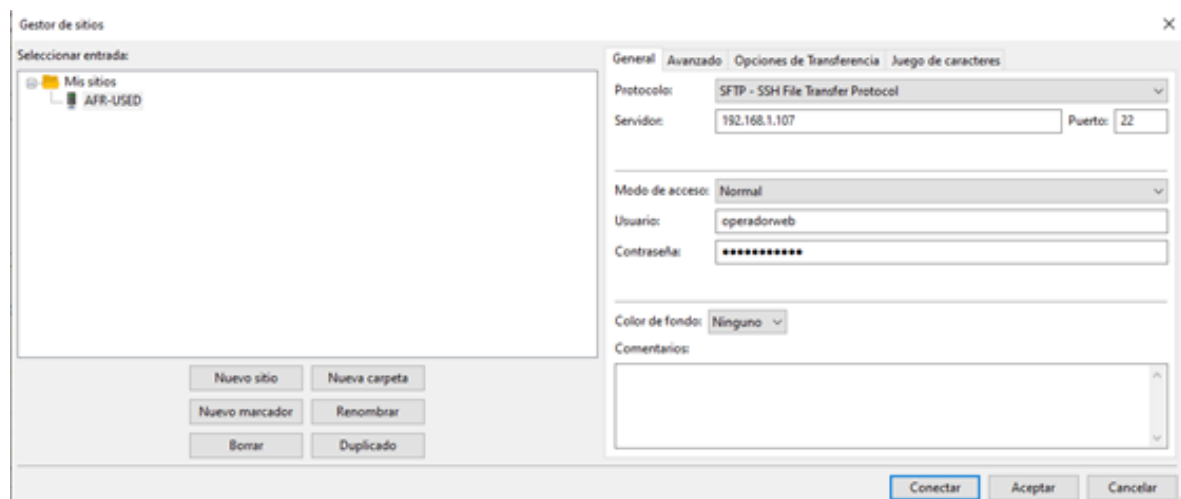 Gestor de sitios
Seleccionar entrada:
Mis sitios
AFR-USED
Nuevo sitio
Nueva carpeta
Nuevo marcador
Renombrar
Borrar
Duplicado
General Avanzado Opciones de Transferencia Juego de caracteres
Protocolo: SFTP - SSH File Transfer Protocol
Servidor: 192.168.1.107 Puerto: 22
Modo de acceso: Normal
Usuario: operadorweb
Contraseña: •••••••••••
Color de fondo: Ninguno
Comentarios:
Conectar Aceptar Cancelar